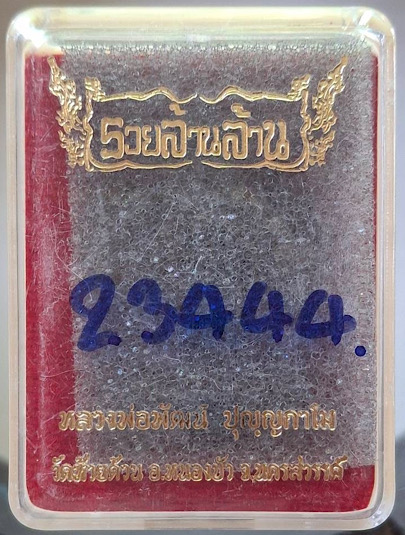 รวยล้านล้าน
23444.
หลวงพ่อพัฒน์ ปุญฺญกาโม
วัดห้วยด้วน อ.หนองบัว จ.นครสวรรค์